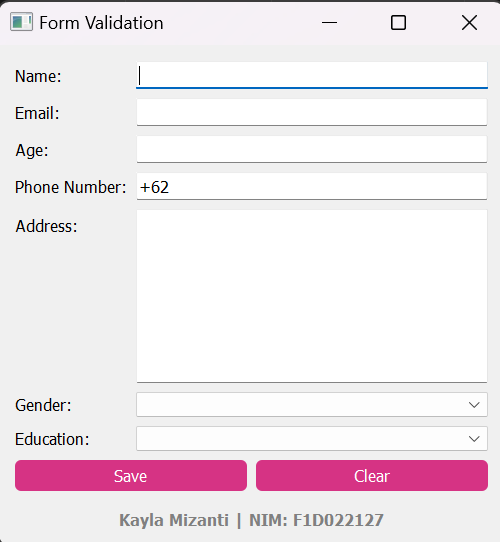 Form Validation
Name:
Email:
Age:
Phone Number: +62
Address:
Gender:
Education:
Save Clear
Kayla Mizanti | NIM: F1D022127